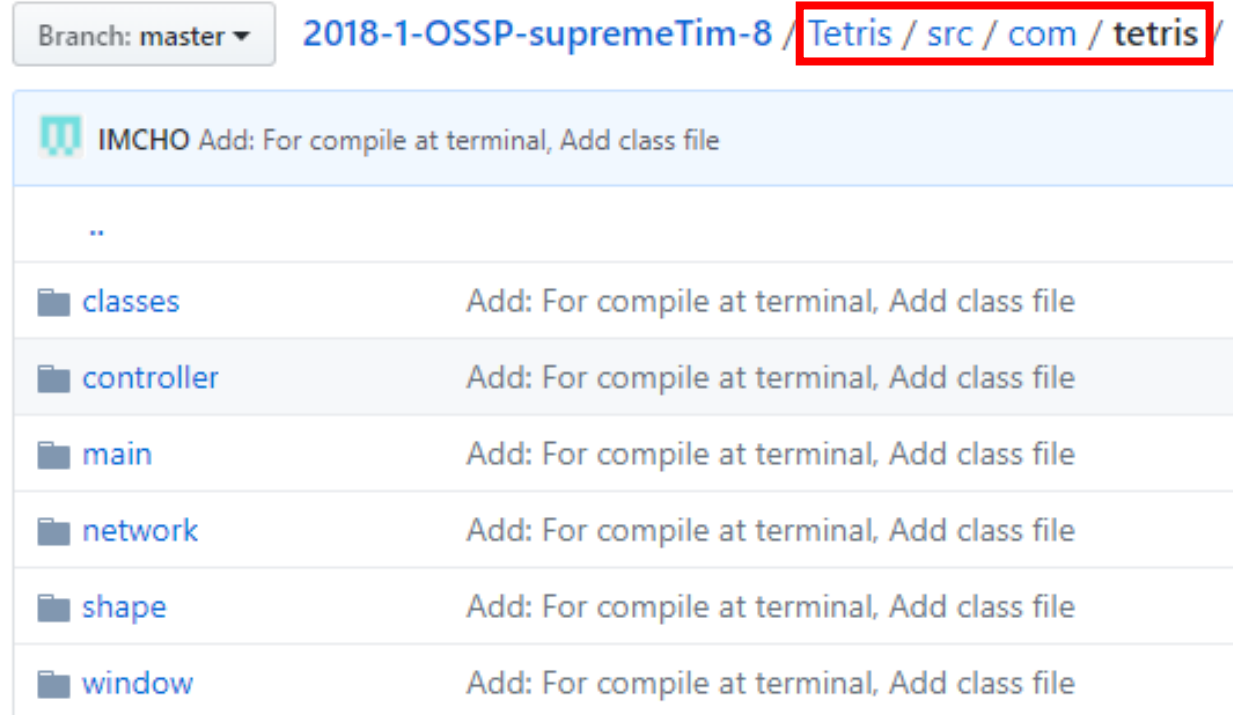 Branch: master 2018-1-OSSP-supremeTim-8 / Tetris / src / com / tetris /
IMCHO Add: For compile at terminal, Add class file
..
classes Add: For compile at terminal, Add class file
controller Add: For compile at terminal, Add class file
main Add: For compile at terminal, Add class file
network Add: For compile at terminal, Add class file
shape Add: For compile at terminal, Add class file
window Add: For compile at terminal, Add class file